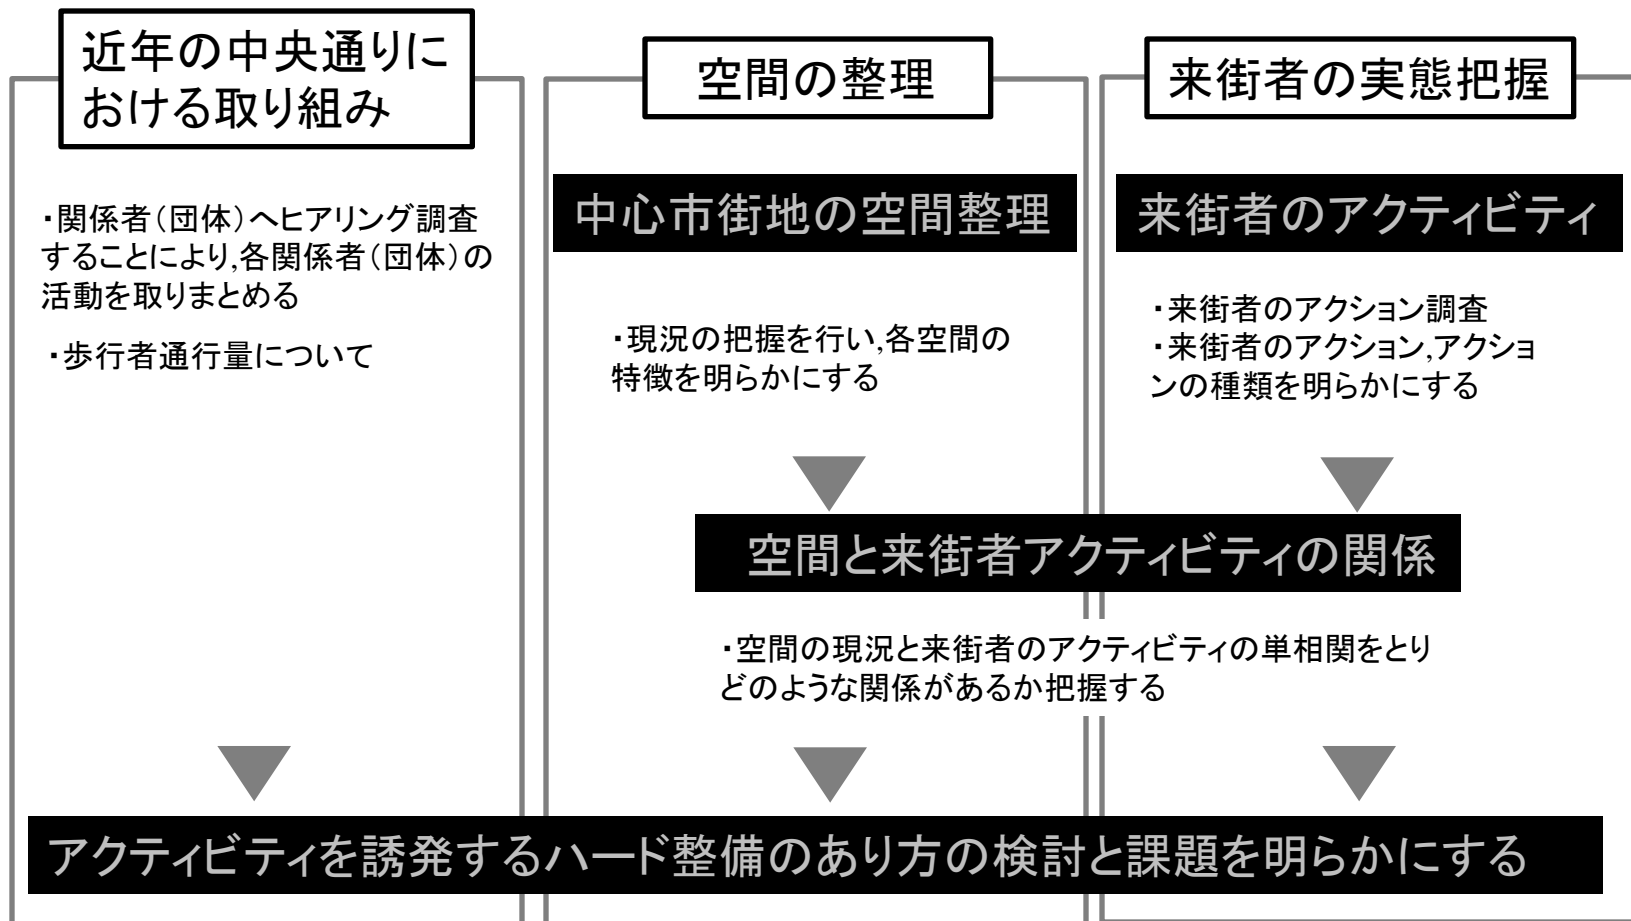 近年の中央通りに
おける取り組み
・関係者（団体）へヒアリング調査
することにより,各関係者（団体）の
活動を取りまとめる
・歩行者通行量について
空間の整理
中心市街地の空間整理
・現況の把握を行い,各空間の
特徴を明らかにする
来街者の実態把握
来街者のアクティビティ
・来街者のアクション調査
・来街者のアクション,アクショ
ンの種類を明らかにする
空間と来街者アクティビティの関係
・空間の現況と来街者のアクティビティの単相関をとり
どのような関係があるか把握する
アクティビティを誘発するハード整備のあり方の検討と課題を明らかにする